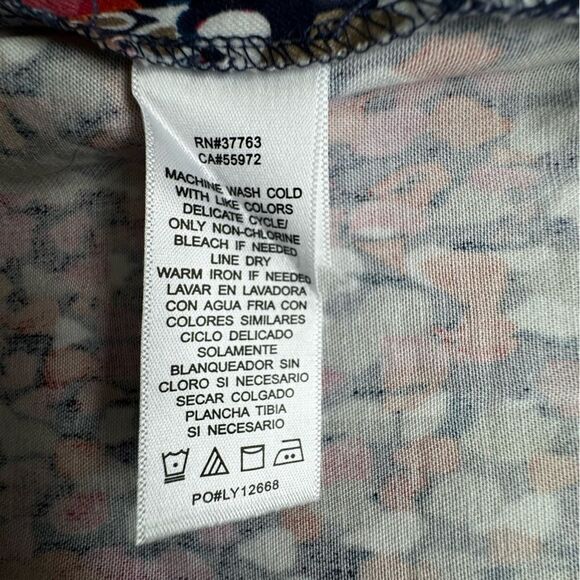 RN#37763
CA#55972
MACHINE WASH COLD
WITH LIKE COLORS
DELICATE CYCLE/
ONLY NON-CHLORINE
BLEACH IF NEEDED
LINE DRY
WARM IRON IF NEEDED
LAVAR EN LAVADORA
CON AGUA FRIA CON
COLORES SIMILARES
CICLO DELICADO
SOLAMENTE
BLANQUEADOR SIN
CLORO SI NECESARIO
SECAR COLGADO
PLANCHA TIBIA
SI NECESARIO
PO#LY12668